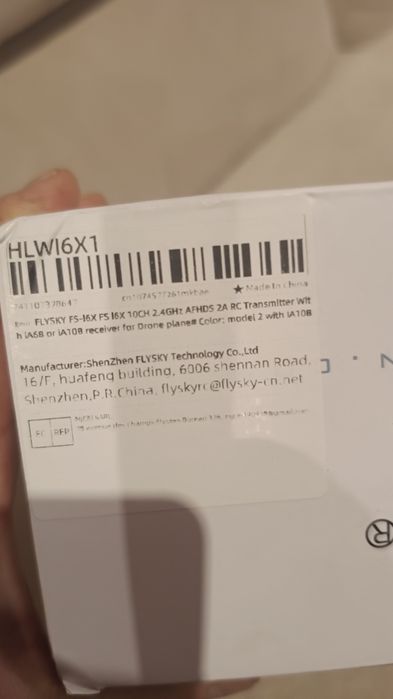 HLWI6X1
★ Made In China
FLYSKY FS-I6X FS I6X 10CH 2.4GHz AFHDS 2A RC Transmitter Wit
h iA6B or iA10B receiver for Drone plane# Color: model 2 with iA10B
Manufacturer:ShenZhen FLYSKY Technology Co.,Ltd
16/F, huafeng building, 6006 shennan Road,
Shenzhen,P.R.China, flyskyrc@flysky-cn.net
EC REP
®